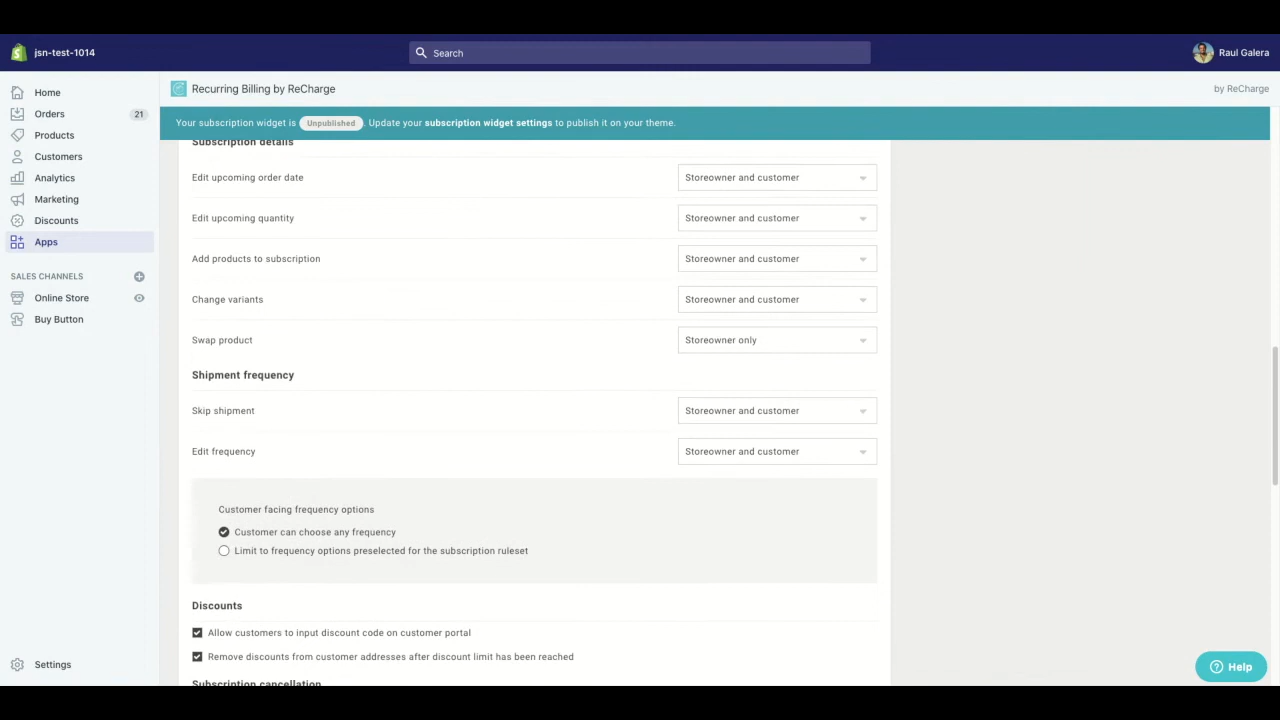 jsn-test-1014
Search
Raul Galera
Home
Orders 21
Products
Customers
Analytics
Marketing
Discounts
Apps
SALES CHANNELS
Online Store
Buy Button
Settings
Recurring Billing by ReCharge
by ReCharge
Your subscription widget is Unpublished. Update your subscription widget settings to publish it on your theme.
Subscription details
Edit upcoming order date Storeowner and customer
Edit upcoming quantity Storeowner and customer
Add products to subscription Storeowner and customer
Change variants Storeowner and customer
Swap product Storeowner only
Shipment frequency
Skip shipment Storeowner and customer
Edit frequency Storeowner and customer
Customer facing frequency options
Customer can choose any frequency
Limit to frequency options preselected for the subscription ruleset
Discounts
Allow customers to input discount code on customer portal
Remove discounts from customer addresses after discount limit has been reached
Subscription cancellation
Help